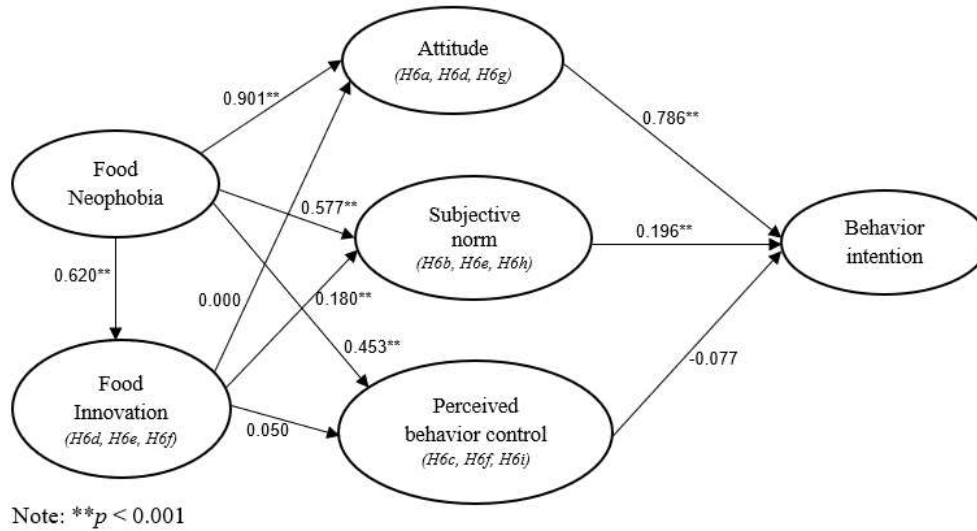 Attitude
(H6a, H6d, H6g)
0.901**
0.786**
Food
Neophobia
0.577**
Subjective
norm
(H6b, H6e, H6h)
0.196**
Behavior
intention
0.620**
0.000
0.180**
0.453**
-0.077
Food
Innovation
(H6d, H6e, H6f)
0.050
Perceived
behavior control
(H6c, H6f, H6i)
Note: **p < 0.001